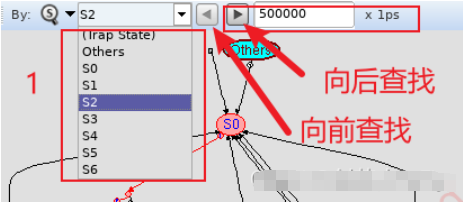 By: S2 500000 x 1ps
(Trap State)
Others
S0
S1
S2
S3
S4
S5
S6
1
Others
向后查找
S0
向前查找